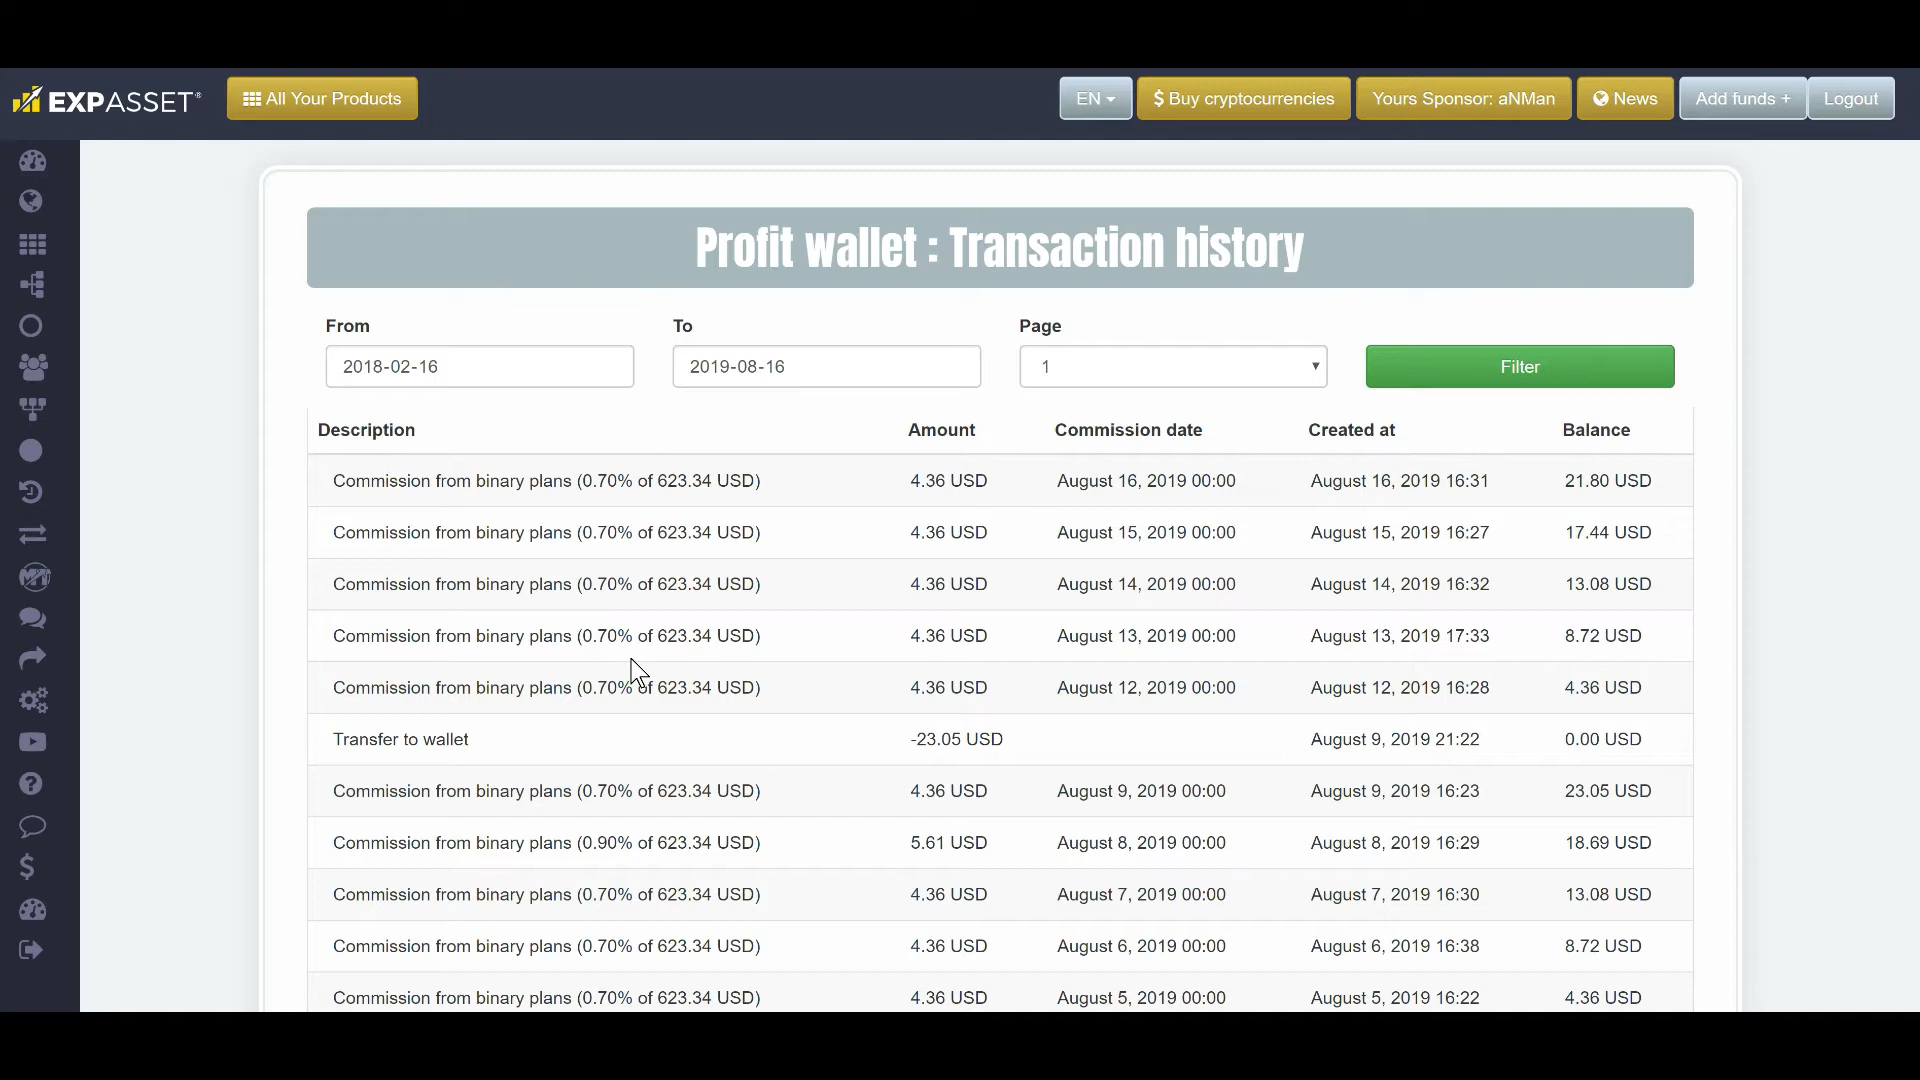 EXPASSET® All Your Products EN $ Buy cryptocurrencies Yours Sponsor: aNMan News Add funds + Logout
Profit wallet : Transaction history
From To Page
2018-02-16 2019-08-16 1 Filter
Description Amount Commission date Created at Balance
Commission from binary plans (0.70% of 623.34 USD) 4.36 USD August 16, 2019 00:00 August 16, 2019 16:31 21.80 USD
Commission from binary plans (0.70% of 623.34 USD) 4.36 USD August 15, 2019 00:00 August 15, 2019 16:27 17.44 USD
Commission from binary plans (0.70% of 623.34 USD) 4.36 USD August 14, 2019 00:00 August 14, 2019 16:32 13.08 USD
Commission from binary plans (0.70% of 623.34 USD) 4.36 USD August 13, 2019 00:00 August 13, 2019 17:33 8.72 USD
Commission from binary plans (0.70% of 623.34 USD) 4.36 USD August 12, 2019 00:00 August 12, 2019 16:28 4.36 USD
Transfer to wallet -23.05 USD August 9, 2019 21:22 0.00 USD
Commission from binary plans (0.70% of 623.34 USD) 4.36 USD August 9, 2019 00:00 August 9, 2019 16:23 23.05 USD
Commission from binary plans (0.90% of 623.34 USD) 5.61 USD August 8, 2019 00:00 August 8, 2019 16:29 18.69 USD
Commission from binary plans (0.70% of 623.34 USD) 4.36 USD August 7, 2019 00:00 August 7, 2019 16:30 13.08 USD
Commission from binary plans (0.70% of 623.34 USD) 4.36 USD August 6, 2019 00:00 August 6, 2019 16:38 8.72 USD
Commission from binary plans (0.70% of 623.34 USD) 4.36 USD August 5, 2019 00:00 August 5, 2019 16:22 4.36 USD